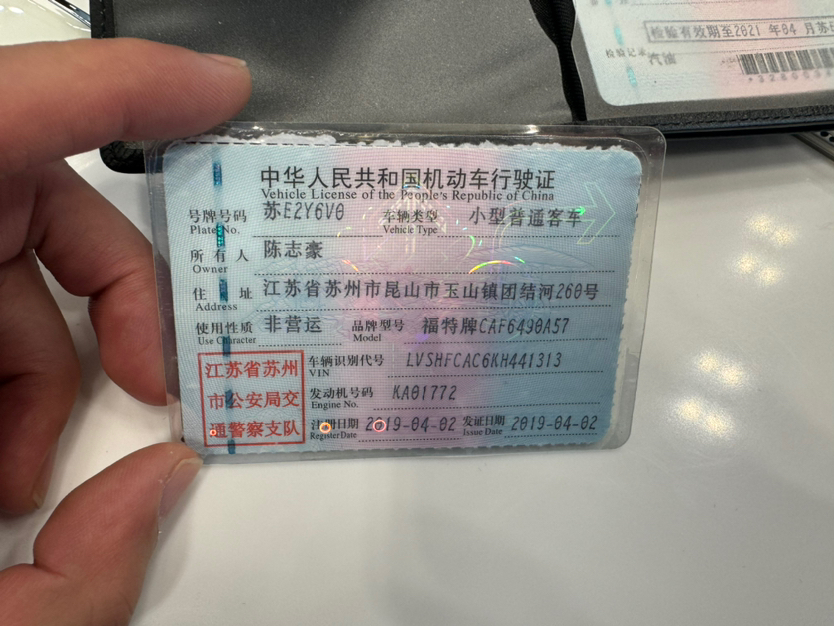 检验有效期至2021 年04 月苏
检验记录
汽油
中华人民共和国机动车行驶证
Vehicle License of the People's Republic of China
号牌号码 苏E2Y6V0 车辆类型 小型普通客车
Plate No. Vehicle Type
所有人 陈志豪
Owner
住址 江苏省苏州市昆山市玉山镇团结河260号
Address
使用性质 非营运 品牌型号 福特牌CAF6490A57
Use Character Model
江苏省苏州
市公安局交
通警察支队
车辆识别代号 LVSHFCAC6KH441313
VIN
发动机号码 KA01772
Engine No.
注册日期 2019-04-02 发证日期 2019-04-02
Register Date Issue Date